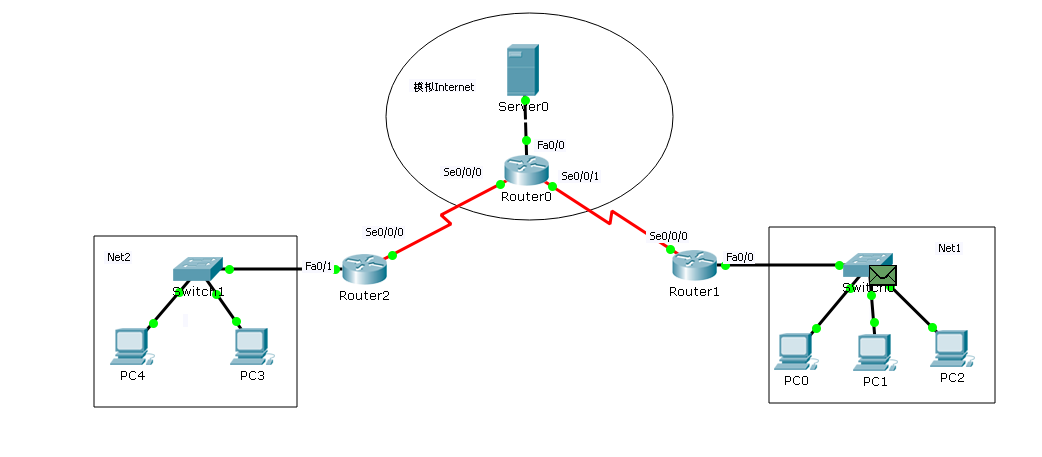 模拟Internet
Server0
Fa0/0
Se0/0/0
Se0/0/1
Router0
Se0/0/0
Se0/0/0
Net2
Net1
Fa0/1
Fa0/0
Switch1
Router2
Router1
Switch0
PC4
PC3
PC0
PC1
PC2